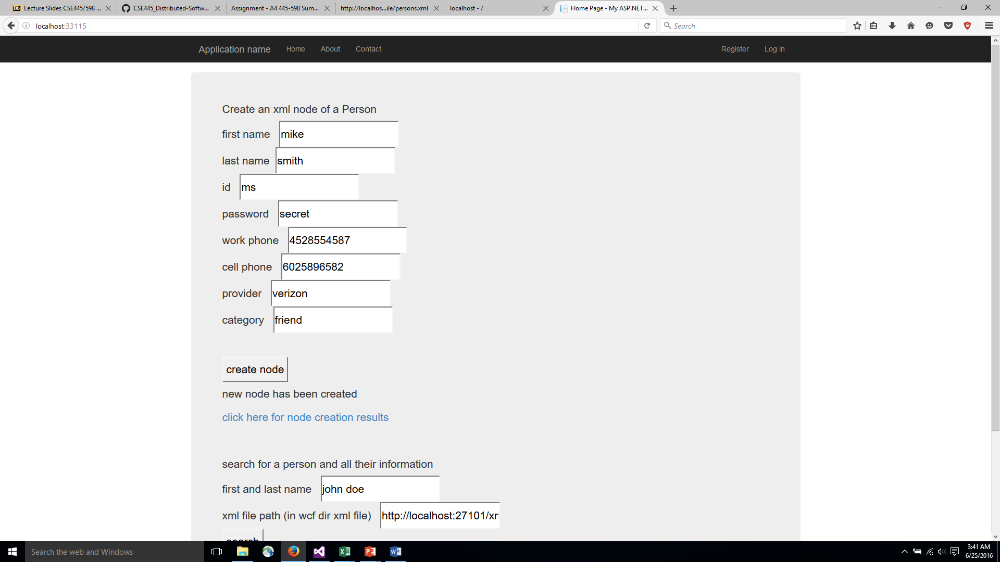 Lecture Slides CSE445/598 ...
CSE445_Distributed-Softw...
Assignment - A4 445-598 Sum...
http://localhos...ile/persons.xml
localhost - /
Home Page - My ASP.NET...
localhost:33115
Search
Application name
Home
About
Contact
Register
Log in
Create an xml node of a Person
first name mike
last name smith
id ms
password secret
work phone 4528554587
cell phone 6025896582
provider verizon
category friend
create node
new node has been created
click here for node creation results
search for a person and all their information
first and last name john doe
xml file path (in wcf dir xml file) http://localhost:27101/xm
search
Search the web and Windows
3:41 AM
6/25/2016